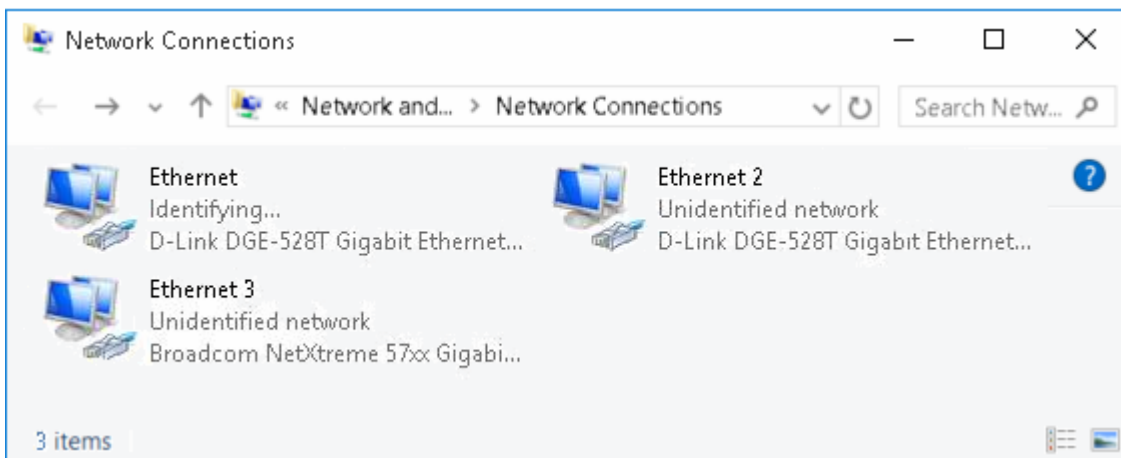 Network Connections
« Network and... > Network Connections
Search Netw...
Ethernet
Identifying...
D-Link DGE-528T Gigabit Ethernet...
Ethernet 2
Unidentified network
D-Link DGE-528T Gigabit Ethernet...
Ethernet 3
Unidentified network
Broadcom NetXtreme 57xx Gigabi...
3 items